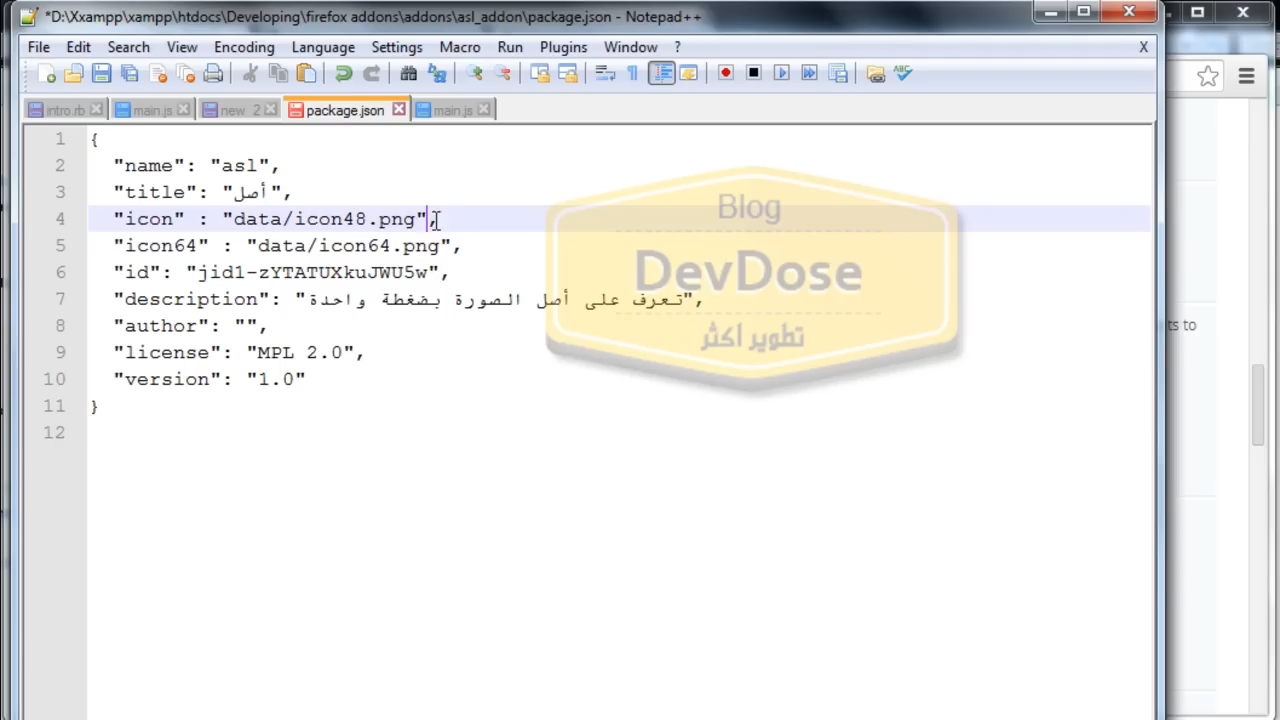 *D:\Xxampp\xampp\htdocs\Developing\firefox addons\addons\asl_addon\package.json - Notepad++
File Edit Search View Encoding Language Settings Macro Run Plugins Window ? X
intro.rb main.js new 2 package.json main.js
1 {
2 "name": "asl",
3 "title": "أصل",
4 "icon" : "data/icon48.png",
5 "icon64" : "data/icon64.png",
6 "id": "jid1-zYTATUXkuJWU5w",
7 "description": "تعرف على أصل الصورة بضغطة واحدة",
8 "author": "",
9 "license": "MPL 2.0",
10 "version": "1.0"
11 }
12
Blog
DevDose
تطوير اكثر
ts to